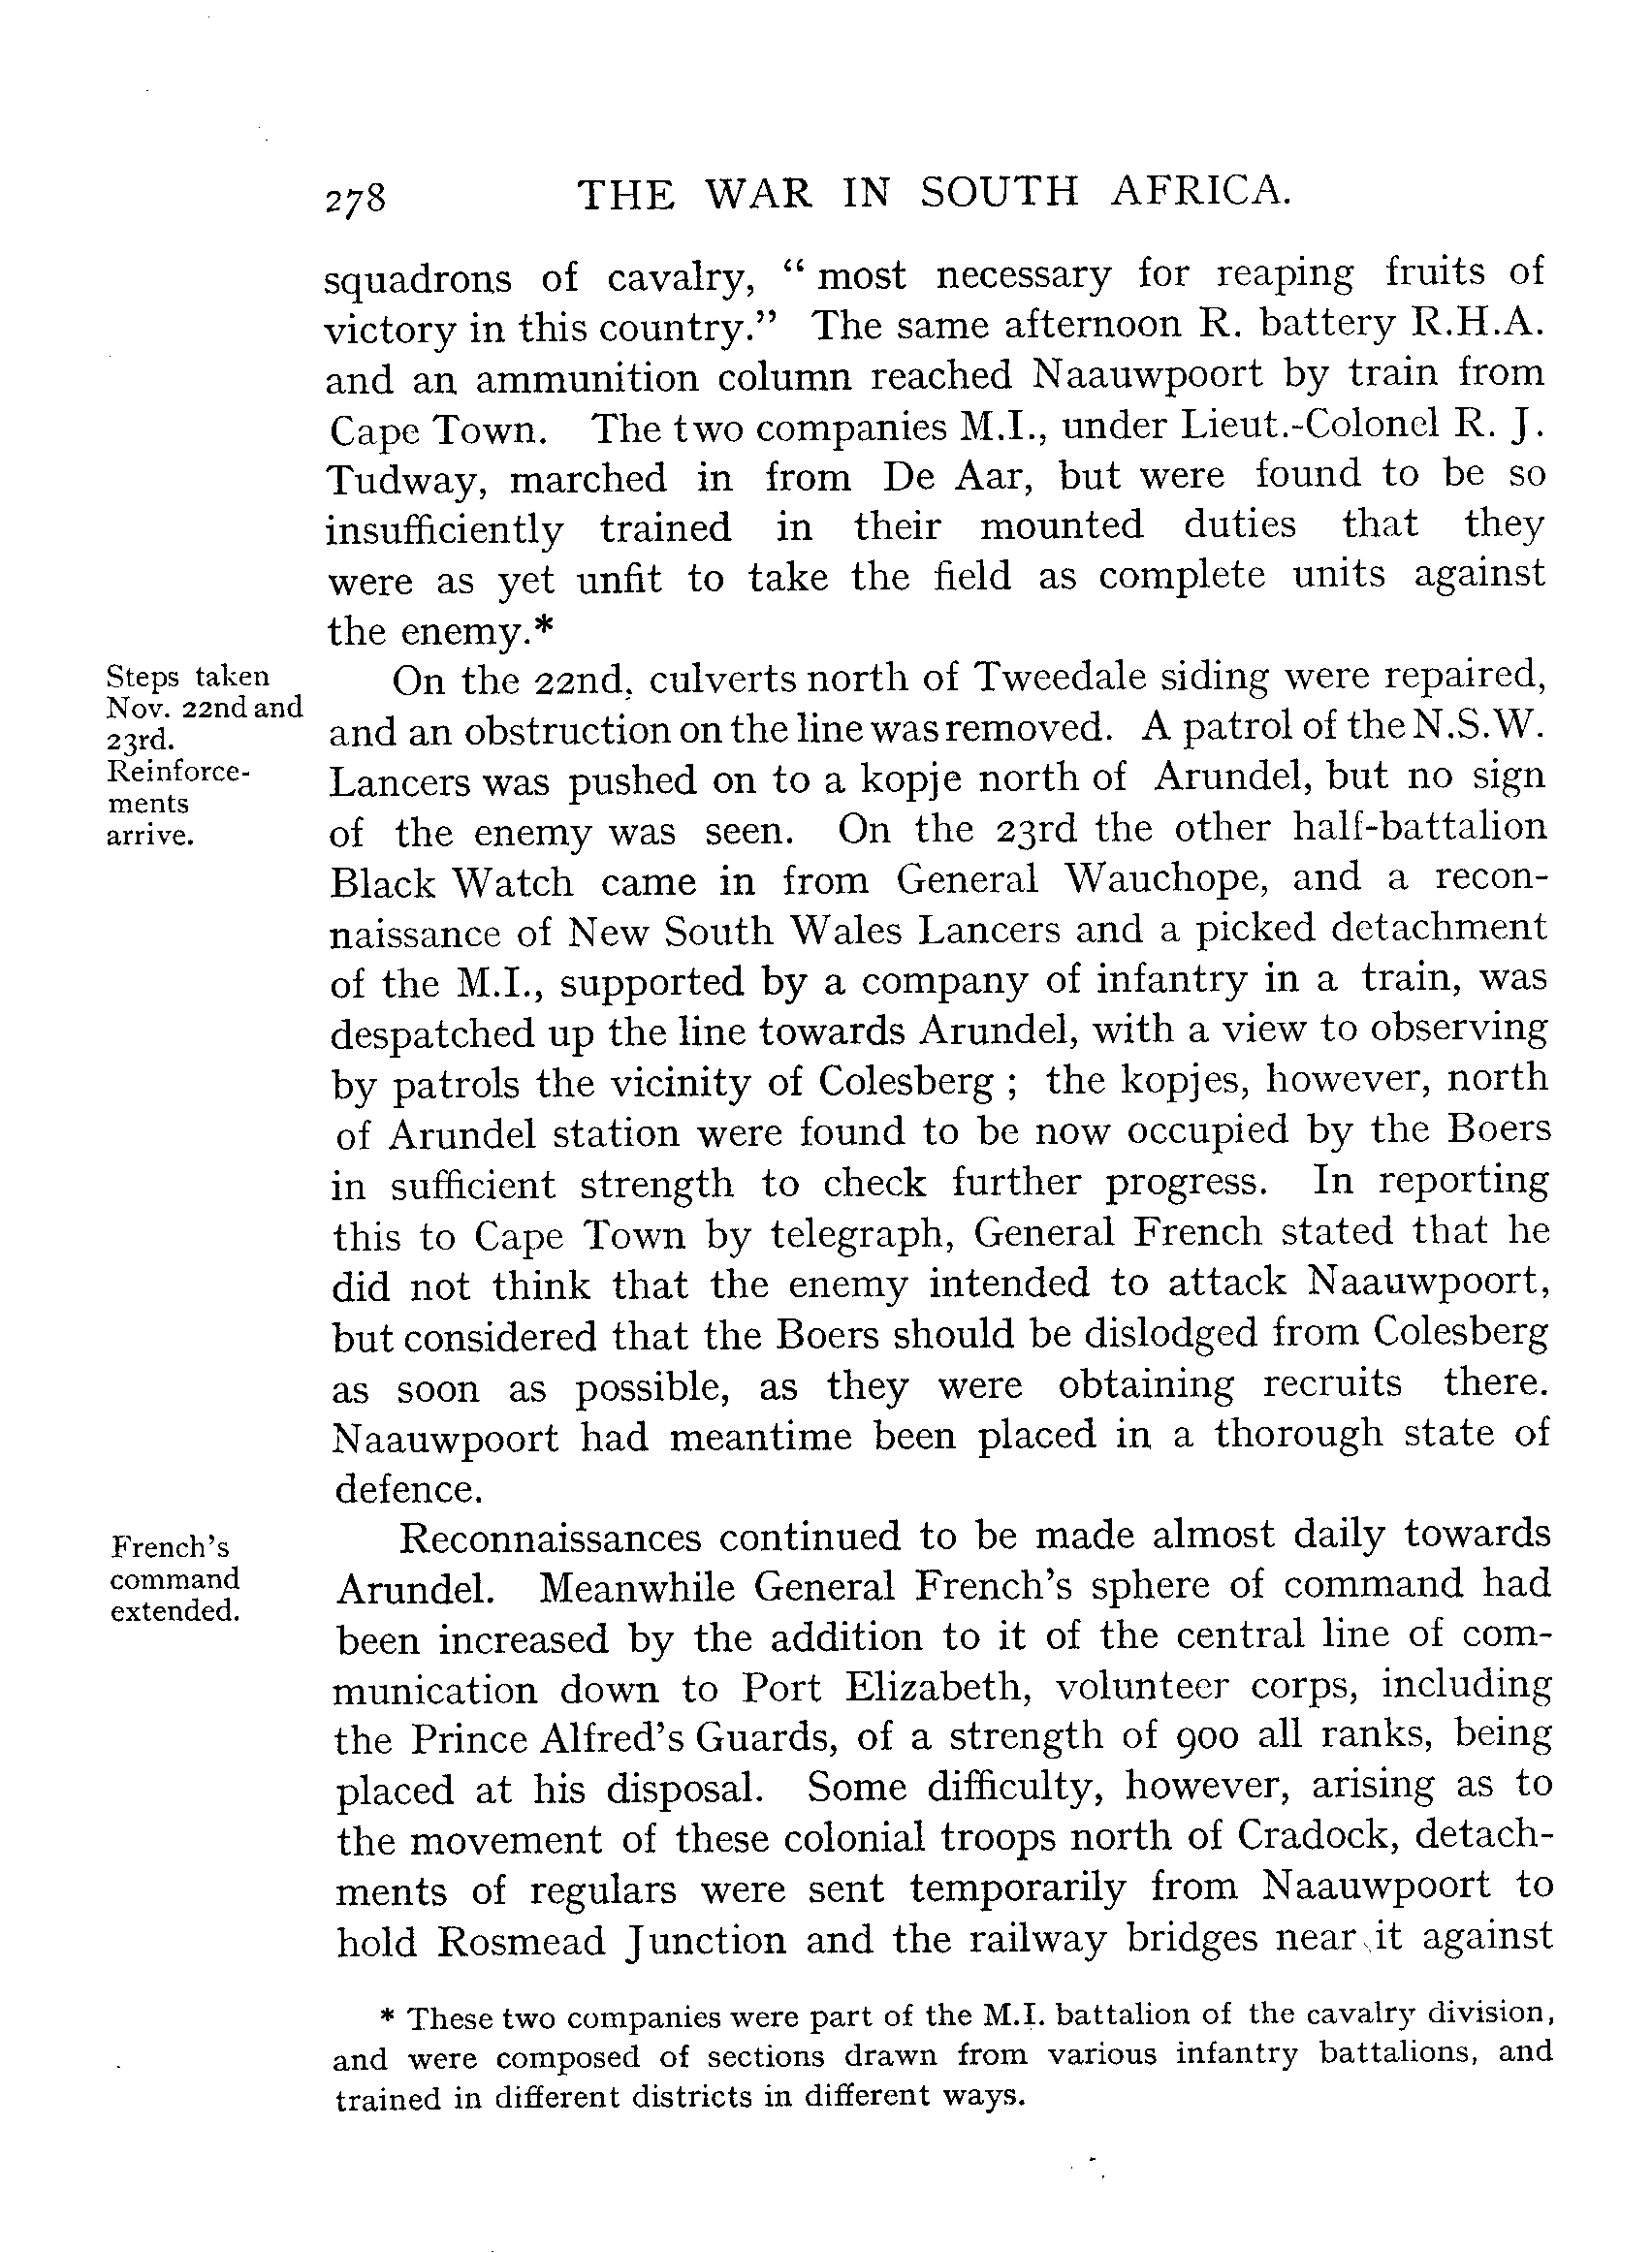 278 THE WAR IN SOUTH AFRICA.
squadrons of cavalry, “ most necessary for reaping fruits of
victory in this country.” The same afternoon R. battery R.H.A.
and an ammunition column reached Naauwpoort by train from
Cape Town. The two companies M.I., under Lieut.-Colonel R. J.
Tudway, marched in from De Aar, but were found to be so
insufficiently trained in their mounted duties that they
were as yet unfit to take the field as complete units against
the enemy.*
Steps taken
Nov. 22nd and
23rd.
Reinforce-
ments
arrive.
On the 22nd, culverts north of Tweedale siding were repaired,
and an obstruction on the line was removed. A patrol of the N.S.W.
Lancers was pushed on to a kopje north of Arundel, but no sign
of the enemy was seen. On the 23rd the other half-battalion
Black Watch came in from General Wauchope, and a recon-
naissance of New South Wales Lancers and a picked detachment
of the M.I., supported by a company of infantry in a train, was
despatched up the line towards Arundel, with a view to observing
by patrols the vicinity of Colesberg ; the kopjes, however, north
of Arundel station were found to be now occupied by the Boers
in sufficient strength to check further progress. In reporting
this to Cape Town by telegraph, General French stated that he
did not think that the enemy intended to attack Naauwpoort,
but considered that the Boers should be dislodged from Colesberg
as soon as possible, as they were obtaining recruits there.
Naauwpoort had meantime been placed in a thorough state of
defence.
French’s
command
extended.
Reconnaissances continued to be made almost daily towards
Arundel. Meanwhile General French’s sphere of command had
been increased by the addition to it of the central line of com-
munication down to Port Elizabeth, volunteer corps, including
the Prince Alfred’s Guards, of a strength of 900 all ranks, being
placed at his disposal. Some difficulty, however, arising as to
the movement of these colonial troops north of Cradock, detach-
ments of regulars were sent temporarily from Naauwpoort to
hold Rosmead Junction and the railway bridges near it against
* These two companies were part of the M.I. battalion of the cavalry division,
and were composed of sections drawn from various infantry battalions, and
trained in different districts in different ways.